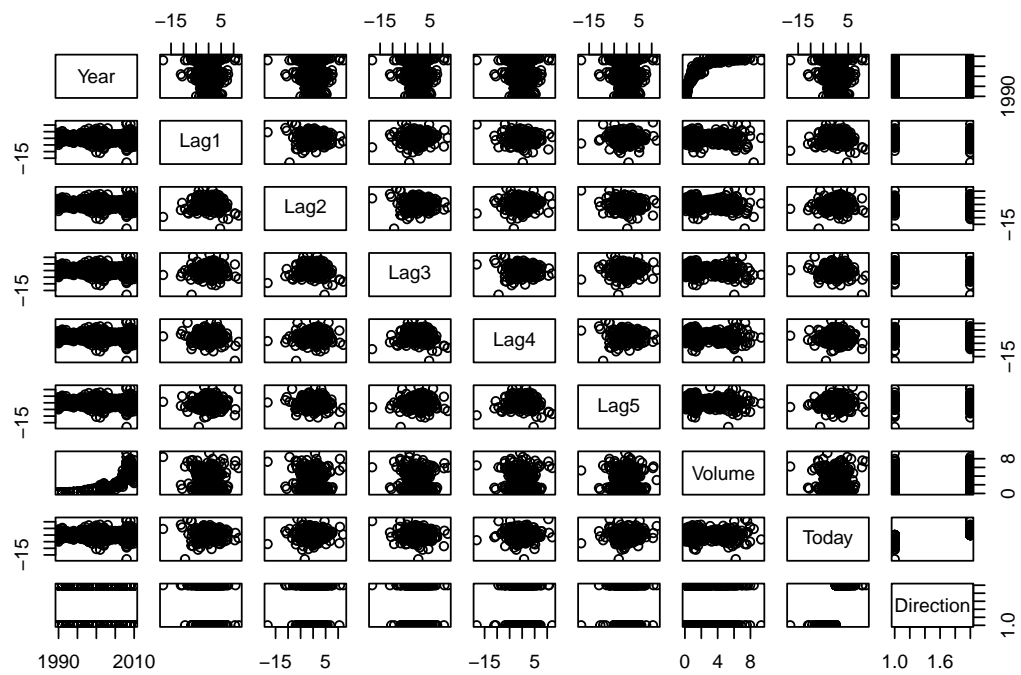 −15 5 −15 5 −15 5 −15 5
Year 1990
−15 Lag1
Lag2 −15
−15 Lag3
Lag4 −15
−15 Lag5
Volume 0 8
−15 Today
Direction 1.0
1990 2010 −15 5 −15 5 −15 5 0 4 8 1.0 1.6